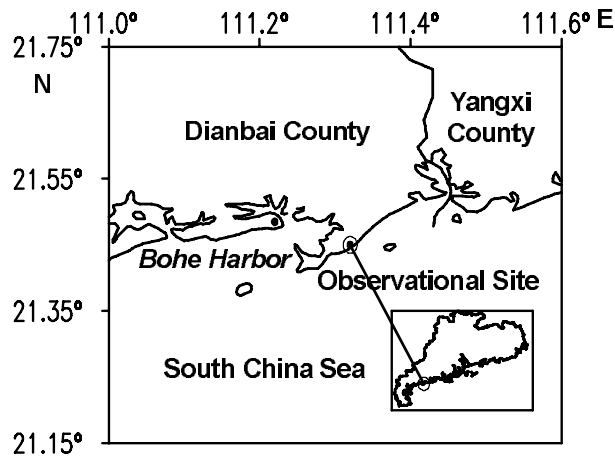 111.0° 111.2° 111.4° 111.6° E
21.75°
N
Yangxi
County
Dianbai County
21.55°
Bohe Harbor
Observational Site
21.35°
South China Sea
21.15°